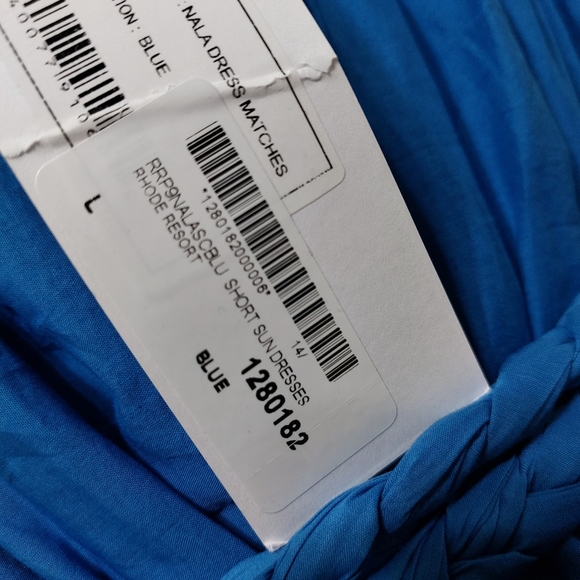 : NALA DRESS MATCHES
ION : BLUE
*1280182000006*
14/
RRP9NALASCBLU SHORT SUN DRESSES
RHODE RESORT
1280182
L
BLUE